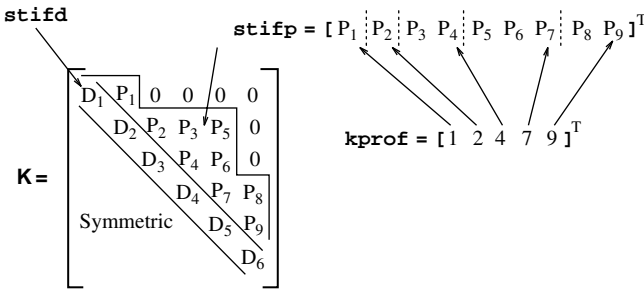 stifd
stifp = [ P₁ P₂ P₃ P₄ P₅ P₆ P₇ P₈ P₉ ]ᵀ
kprof = [ 1 2 4 7 9 ]ᵀ
D₁ P₁ 0 0 0 0
D₂ P₂ P₃ P₅ 0
D₃ P₄ P₆ 0
K =
D₄ P₇ P₈
Symmetric D₅ P₉
D₆